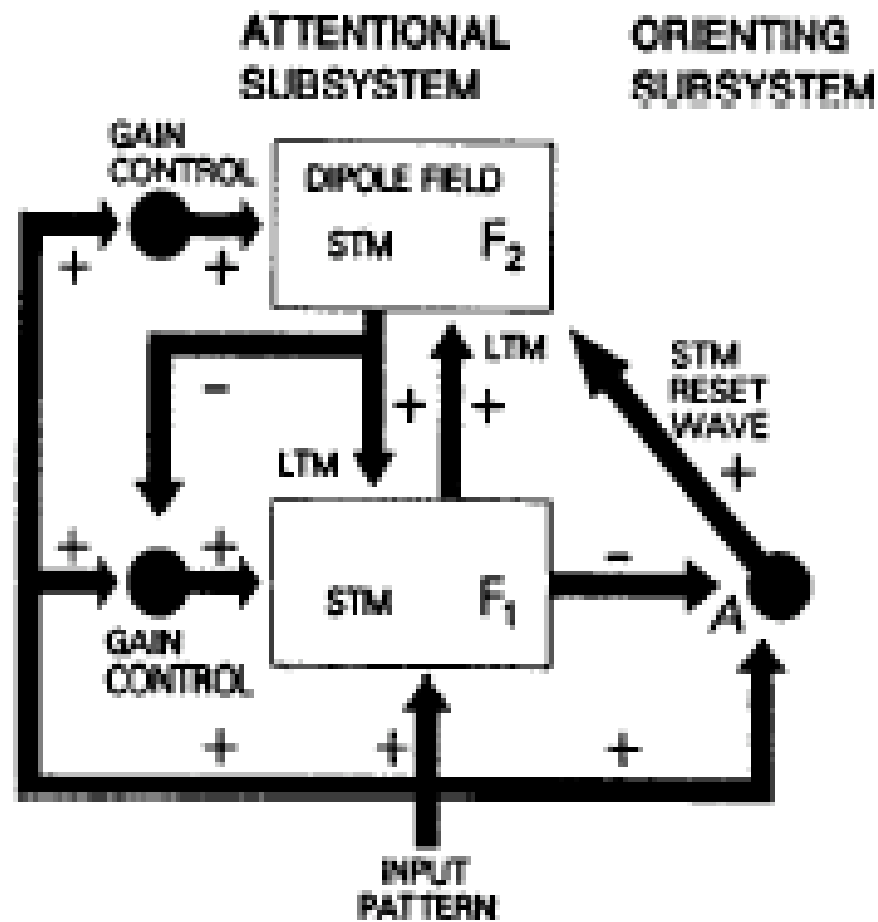 ATTENTIONAL
SUBSYSTEM
ORIENTING
SUBSYSTEM
GAIN
CONTROL
DIPOLE FIELD
STM F₂
+ +
LTM
STM
RESET
WAVE
-
+ +
LTM
+
+ +
-
STM F₁
A
GAIN
CONTROL
+ + +
INPUT
PATTERN